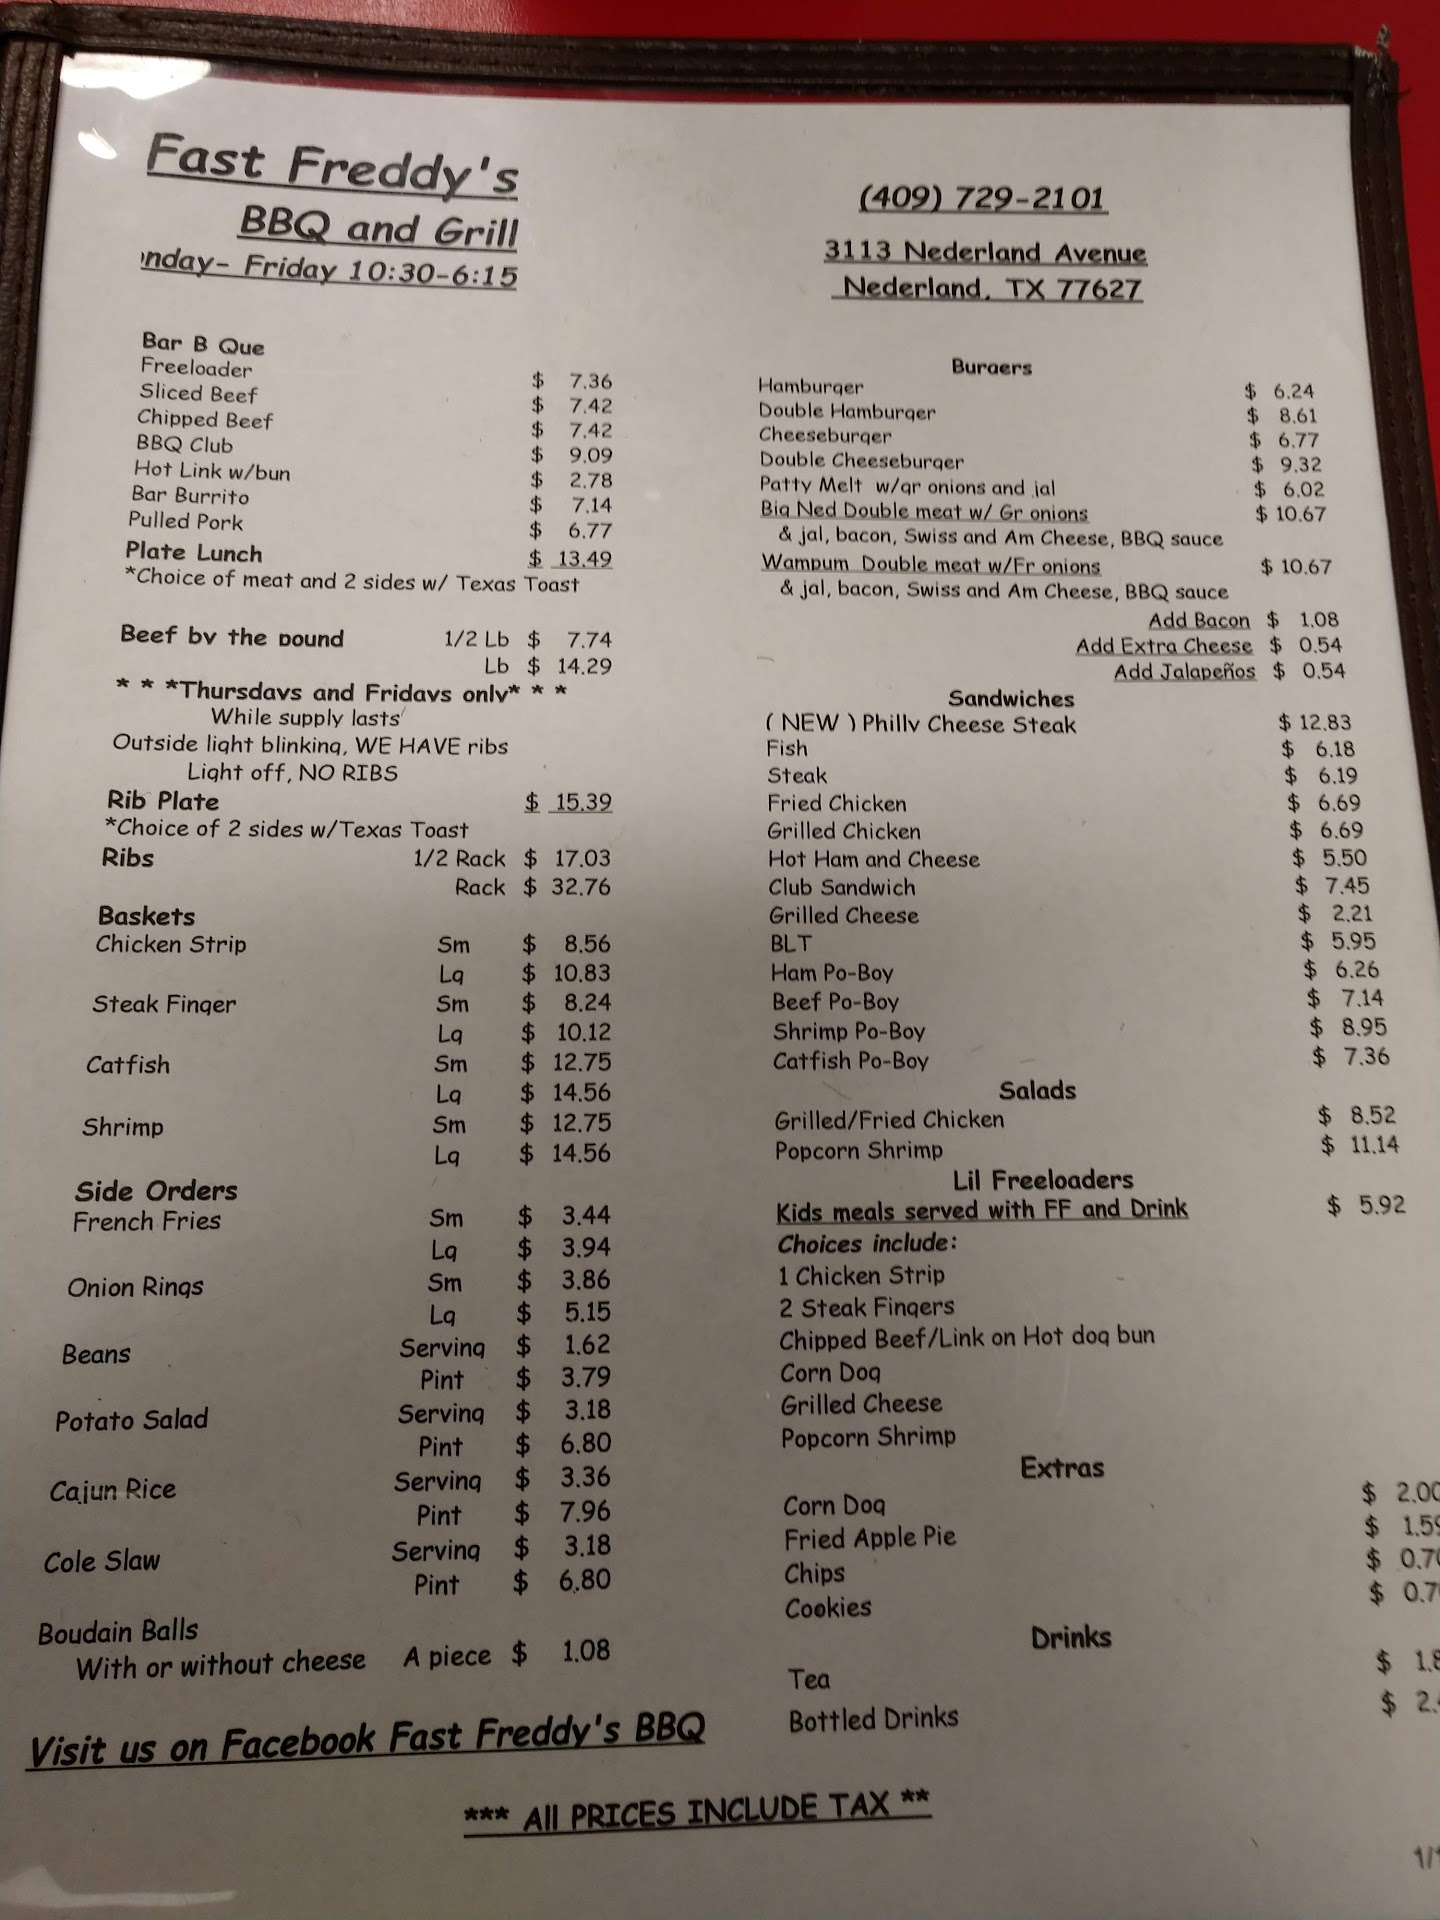 Fast Freddy's
BBQ and Grill
nday- Friday 10:30-6:15
(409) 729-2101
3113 Nederland Avenue
Nederland, TX 77627
Bar B Que
Freeloader $ 7.36
Sliced Beef $ 7.42
Chipped Beef $ 7.42
BBQ Club $ 9.09
Hot Link w/bun $ 2.78
Bar Burrito $ 7.14
Pulled Pork $ 6.77
Plate Lunch $ 13.49
*Choice of meat and 2 sides w/ Texas Toast
Beef by the pound 1/2 Lb $ 7.74
Lb $ 14.29
* * *Thursdays and Fridays only* * *
While supply lasts
Outside light blinking, WE HAVE ribs
Light off, NO RIBS
Rib Plate $ 15.39
*Choice of 2 sides w/Texas Toast
Ribs 1/2 Rack $ 17.03
Rack $ 32.76
Baskets
Chicken Strip Sm $ 8.56
Lg $ 10.83
Steak Finger Sm $ 8.24
Lg $ 10.12
Catfish Sm $ 12.75
Lg $ 14.56
Shrimp Sm $ 12.75
Lg $ 14.56
Side Orders
French Fries Sm $ 3.44
Lg $ 3.94
Onion Rings Sm $ 3.86
Lg $ 5.15
Beans Serving $ 1.62
Pint $ 3.79
Potato Salad Serving $ 3.18
Pint $ 6.80
Cajun Rice Serving $ 3.36
Pint $ 7.96
Cole Slaw Serving $ 3.18
Pint $ 6.80
Boudain Balls
With or without cheese A piece $ 1.08
Burgers
Hamburger $ 6.24
Double Hamburger $ 8.61
Cheeseburger $ 6.77
Double Cheeseburger $ 9.32
Patty Melt w/gr onions and jal $ 6.02
Big Ned Double meat w/ Gr onions $ 10.67
& jal, bacon, Swiss and Am Cheese, BBQ sauce
Wampum Double meat w/Fr onions $ 10.67
& jal, bacon, Swiss and Am Cheese, BBQ sauce
Add Bacon $ 1.08
Add Extra Cheese $ 0.54
Add Jalapeños $ 0.54
Sandwiches
( NEW ) Philly Cheese Steak $ 12.83
Fish $ 6.18
Steak $ 6.19
Fried Chicken $ 6.69
Grilled Chicken $ 6.69
Hot Ham and Cheese $ 5.50
Club Sandwich $ 7.45
Grilled Cheese $ 2.21
BLT $ 5.95
Ham Po-Boy $ 6.26
Beef Po-Boy $ 7.14
Shrimp Po-Boy $ 8.95
Catfish Po-Boy $ 7.36
Salads
Grilled/Fried Chicken $ 8.52
Popcorn Shrimp $ 11.14
Lil Freeloaders
Kids meals served with FF and Drink $ 5.92
Choices include:
1 Chicken Strip
2 Steak Fingers
Chipped Beef/Link on Hot dog bun
Corn Dog
Grilled Cheese
Popcorn Shrimp
Extras
Corn Dog $ 2.00
Fried Apple Pie $ 1.59
Chips $ 0.7
Cookies $ 0.7
Drinks
Tea $ 1.8
Bottled Drinks $ 2.
Visit us on Facebook Fast Freddy's BBQ
*** All PRICES INCLUDE TAX **